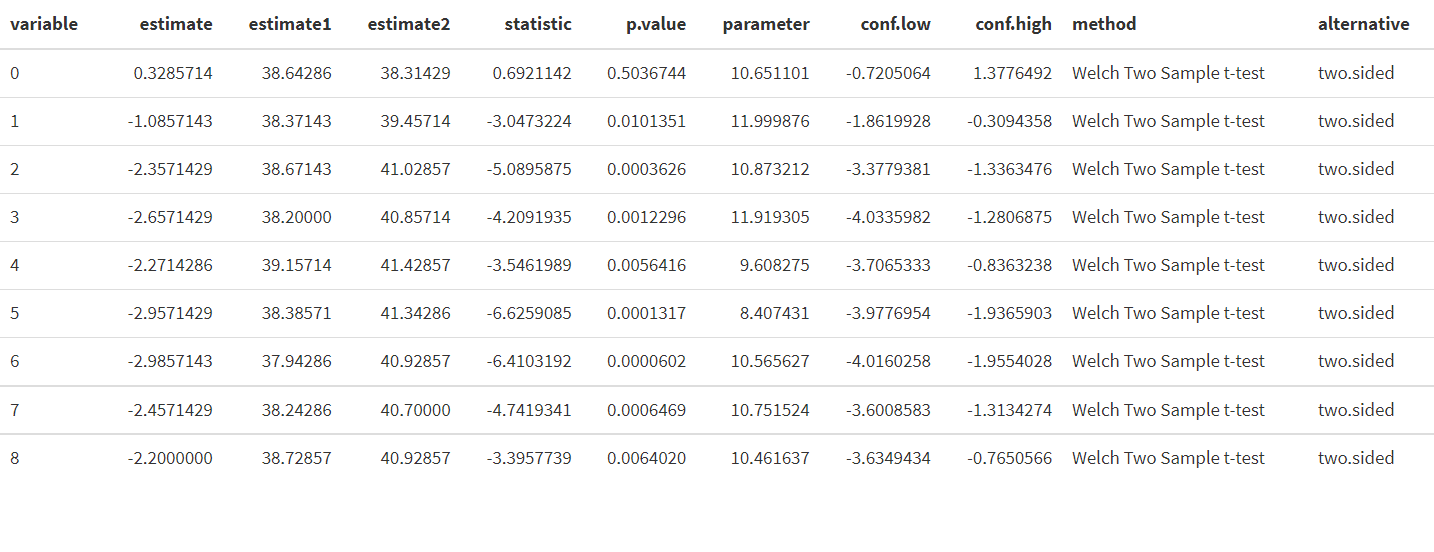 variable estimate estimate1 estimate2 statistic p.value parameter conf.low conf.high method alternative
0 0.3285714 38.64286 38.31429 0.6921142 0.5036744 10.651101 -0.7205064 1.3776492 Welch Two Sample t-test two.sided
1 -1.0857143 38.37143 39.45714 -3.0473224 0.0101351 11.999876 -1.8619928 -0.3094358 Welch Two Sample t-test two.sided
2 -2.3571429 38.67143 41.02857 -5.0895875 0.0003626 10.873212 -3.3779381 -1.3363476 Welch Two Sample t-test two.sided
3 -2.6571429 38.20000 40.85714 -4.2091935 0.0012296 11.919305 -4.0335982 -1.2806875 Welch Two Sample t-test two.sided
4 -2.2714286 39.15714 41.42857 -3.5461989 0.0056416 9.608275 -3.7065333 -0.8363238 Welch Two Sample t-test two.sided
5 -2.9571429 38.38571 41.34286 -6.6259085 0.0001317 8.407431 -3.9776954 -1.9365903 Welch Two Sample t-test two.sided
6 -2.9857143 37.94286 40.92857 -6.4103192 0.0000602 10.565627 -4.0160258 -1.9554028 Welch Two Sample t-test two.sided
7 -2.4571429 38.24286 40.70000 -4.7419341 0.0006469 10.751524 -3.6008583 -1.3134274 Welch Two Sample t-test two.sided
8 -2.2000000 38.72857 40.92857 -3.3957739 0.0064020 10.461637 -3.6349434 -0.7650566 Welch Two Sample t-test two.sided